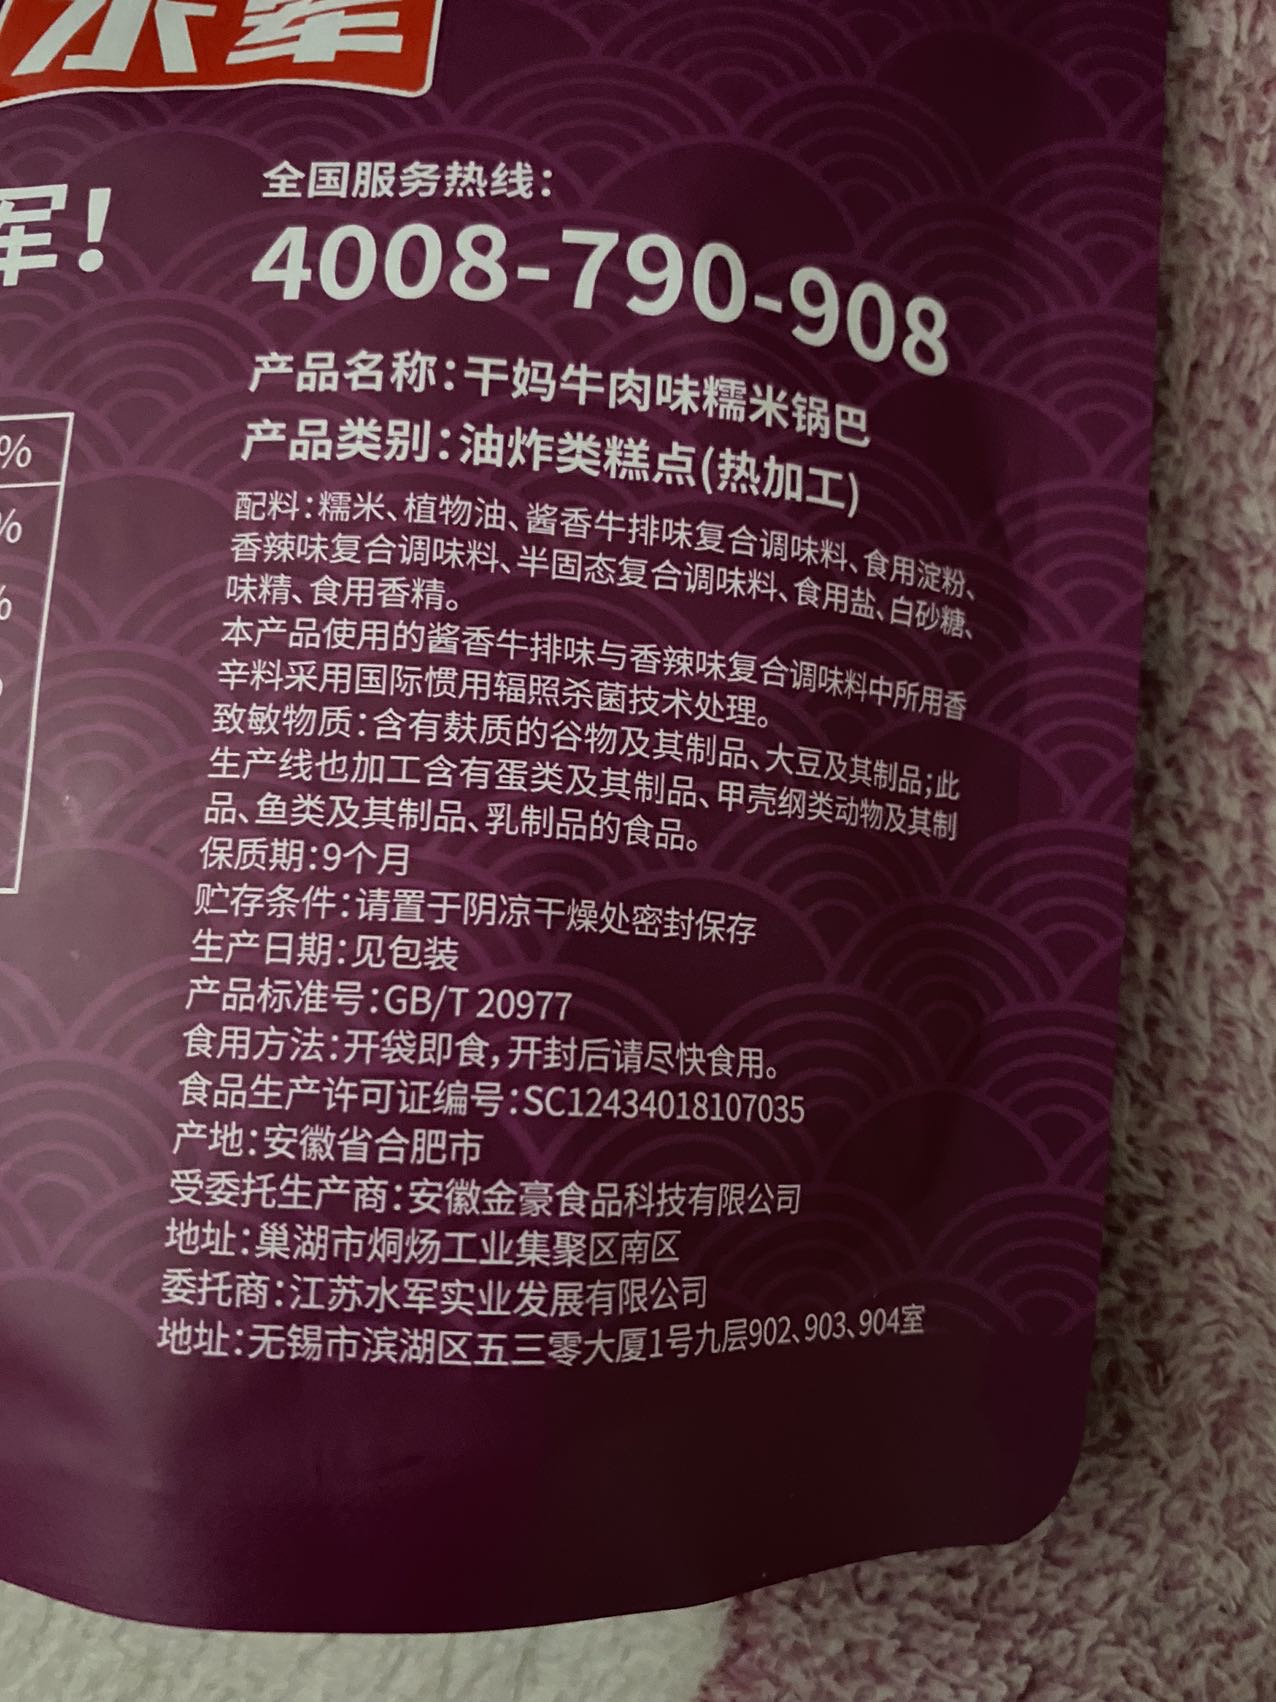 水军
军!
全国服务热线：
4008-790-908
产品名称：干妈牛肉味糯米锅巴
产品类别：油炸类糕点(热加工)
配料：糯米、植物油、酱香牛排味复合调味料、食用淀粉、
香辣味复合调味料、半固态复合调味料、食用盐、白砂糖、
味精、食用香精。
本产品使用的酱香牛排味与香辣味复合调味料中所用香
辛料采用国际惯用辐照杀菌技术处理。
致敏物质：含有麸质的谷物及其制品、大豆及其制品；此
生产线也加工含有蛋类及其制品、甲壳纲类动物及其制
品、鱼类及其制品、乳制品的食品。
保质期：9个月
贮存条件：请置于阴凉干燥处密封保存
生产日期：见包装
产品标准号：GB/T 20977
食用方法：开袋即食，开封后请尽快食用。
食品生产许可证编号：SC12434018107035
产地：安徽省合肥市
受委托生产商：安徽金豪食品科技有限公司
地址：巢湖市烔炀工业集聚区南区
委托商：江苏水军实业发展有限公司
地址：无锡市滨湖区五三零大厦1号九层902、903、904室
%
%
%